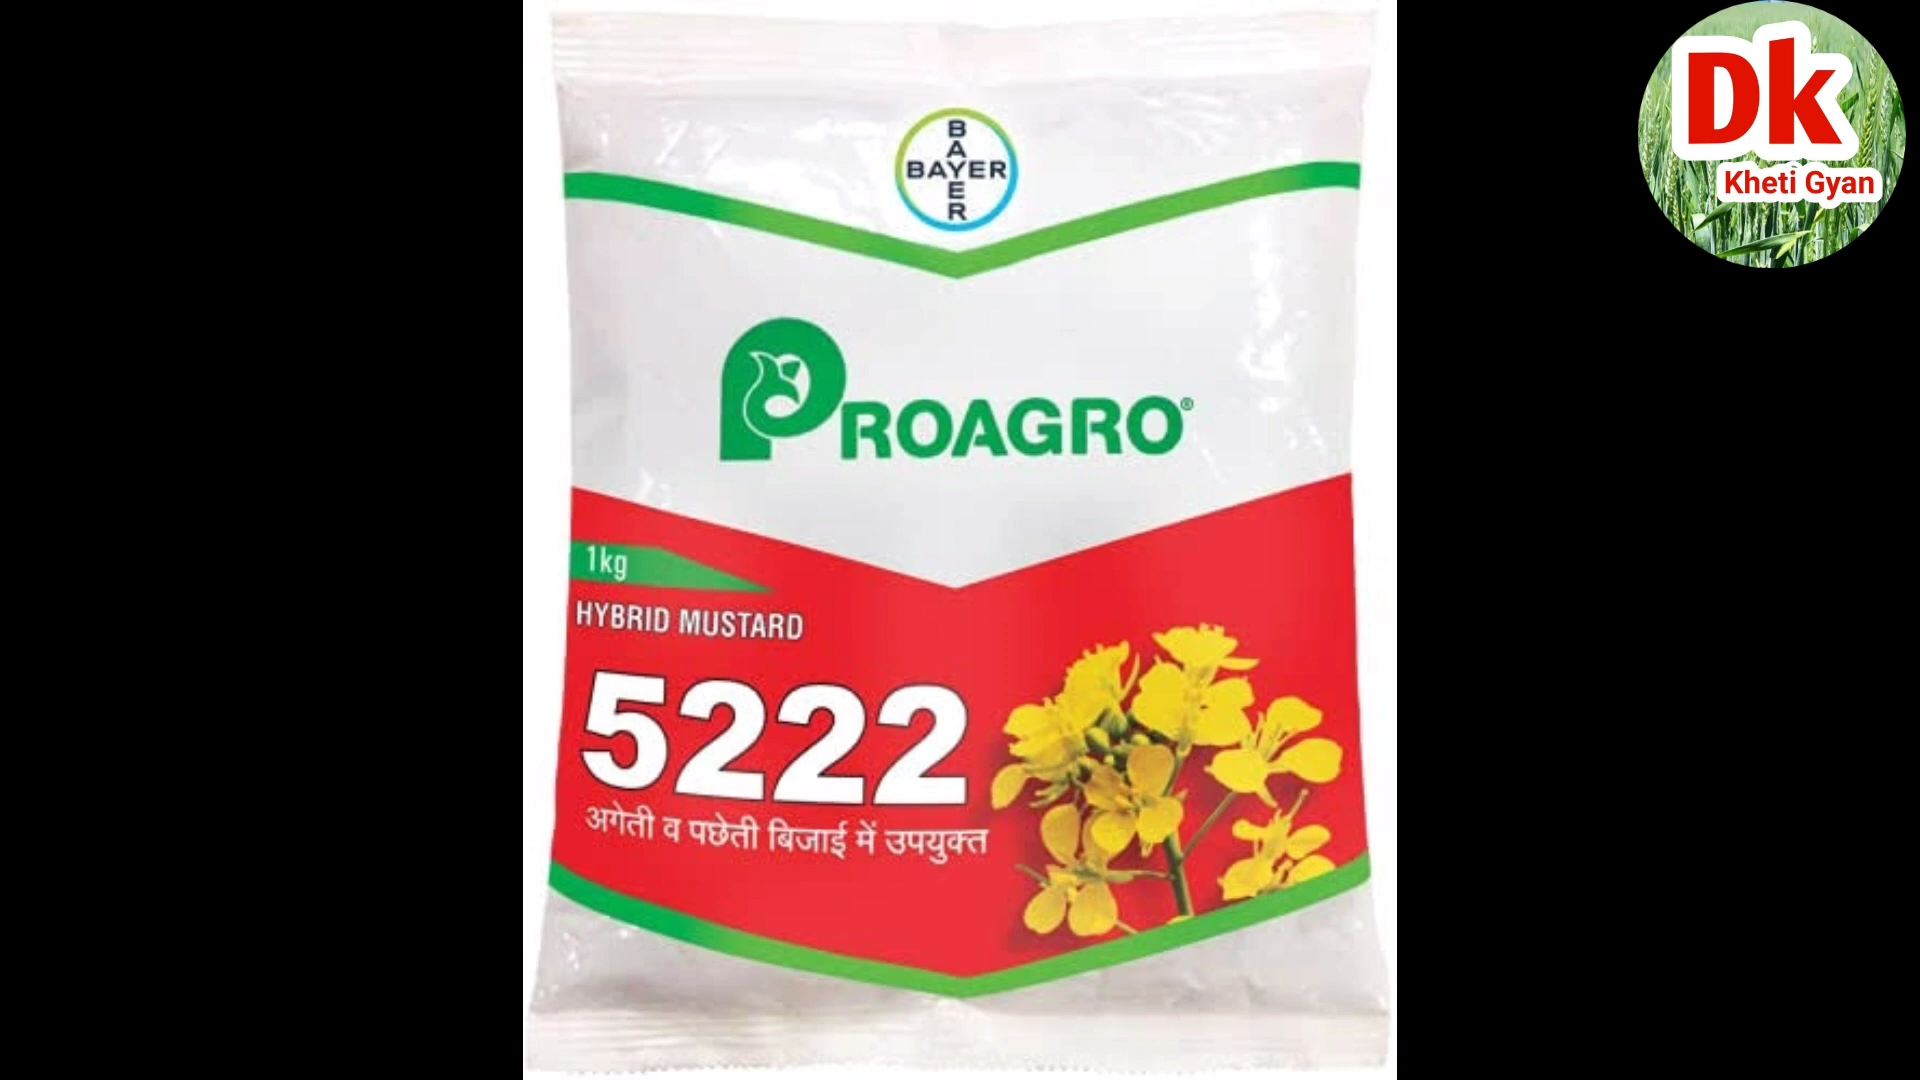 BAYER
BAYER
PROAGRO®
1kg
HYBRID MUSTARD
5222
अगेती व पछेती बिजाई में उपयुक्त
Dk
Kheti Gyan